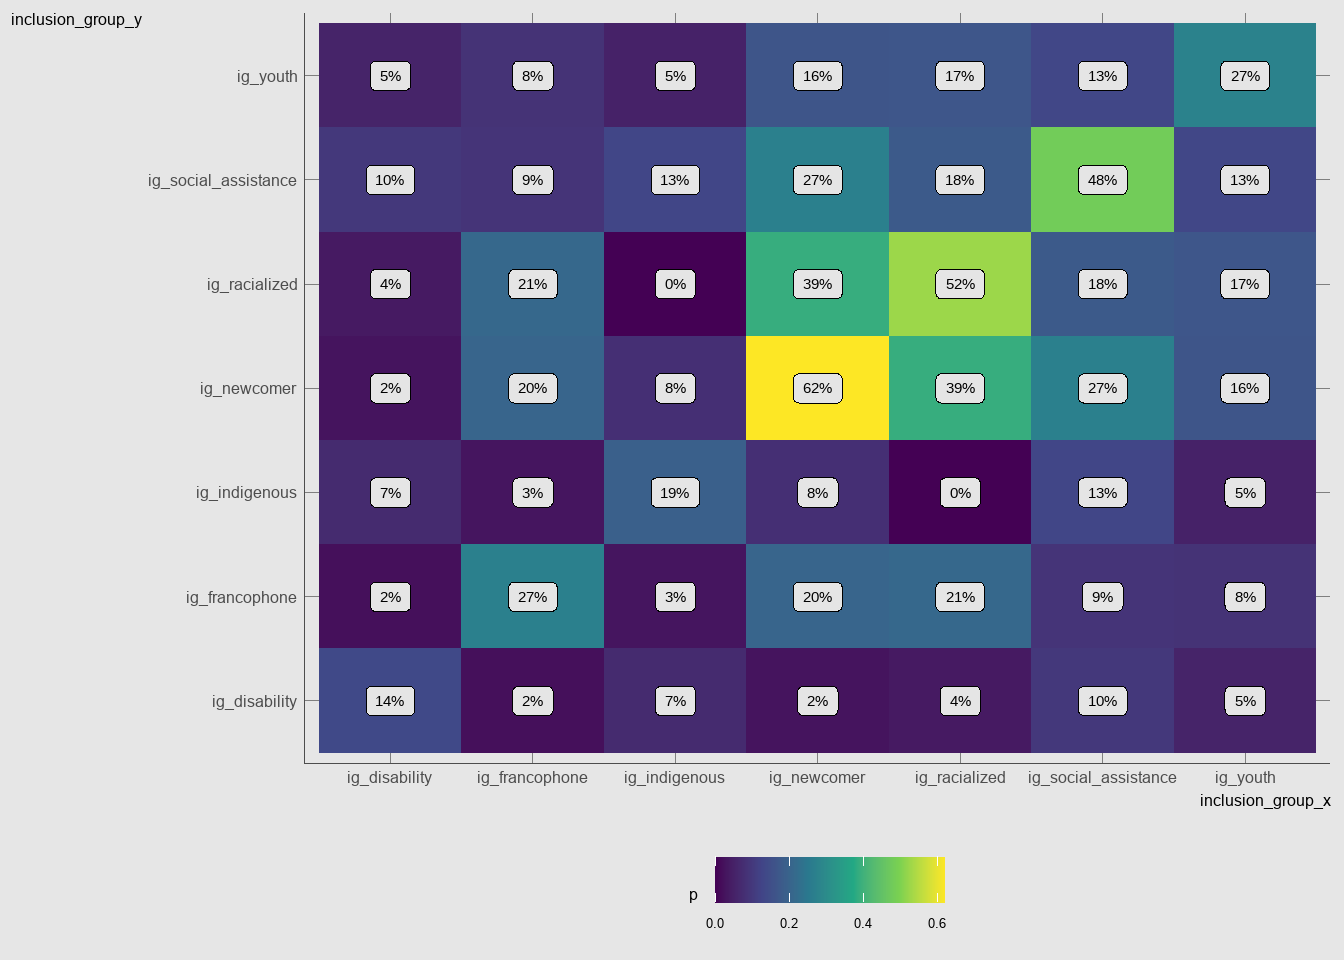 inclusion_group_y
ig_youth 5% 8% 5% 16% 17% 13% 27%
ig_social_assistance 10% 9% 13% 27% 18% 48% 13%
ig_racialized 4% 21% 0% 39% 52% 18% 17%
ig_newcomer 2% 20% 8% 62% 39% 27% 16%
ig_indigenous 7% 3% 19% 8% 0% 13% 5%
ig_francophone 2% 27% 3% 20% 21% 9% 8%
ig_disability 14% 2% 7% 2% 4% 10% 5%
ig_disability ig_francophone ig_indigenous ig_newcomer ig_racialized ig_social_assistance ig_youth
inclusion_group_x
p
0.0 0.2 0.4 0.6